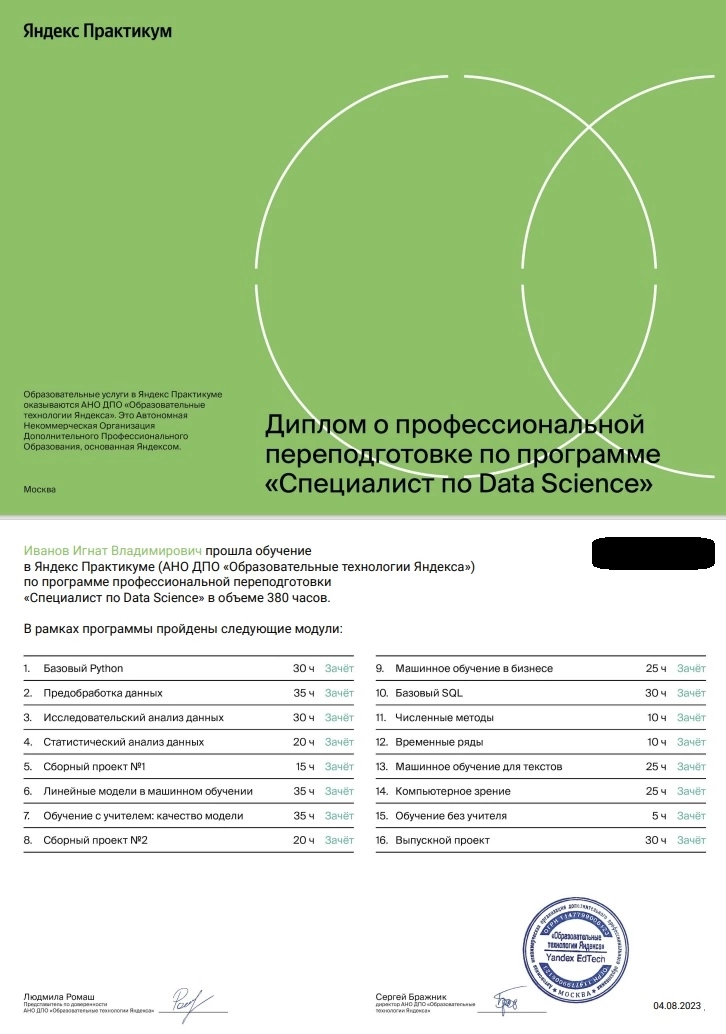 Яндекс Практикум
Образовательные услуги в Яндекс Практикуме
оказываются АНО ДПО «Образовательные
технологии Яндекса». Это Автономная
Некоммерческая Организация
Дополнительного Профессионального
Образования, основанная Яндексом.
Москва
Диплом о профессиональной
переподготовке по программе
«Специалист по Data Science»
Иванов Игнат Владимирович прошла обучение
в Яндекс Практикуме (АНО ДПО «Образовательные технологии Яндекса»)
по программе профессиональной переподготовки
«Специалист по Data Science» в объеме 380 часов.
В рамках программы пройдены следующие модули:
1. Базовый Python 30 ч Зачёт
2. Предобработка данных 35 ч Зачёт
3. Исследовательский анализ данных 30 ч Зачёт
4. Статистический анализ данных 20 ч Зачёт
5. Сборный проект №1 15 ч Зачёт
6. Линейные модели в машинном обучении 35 ч Зачёт
7. Обучение с учителем: качество модели 35 ч Зачёт
8. Сборный проект №2 20 ч Зачёт
9. Машинное обучение в бизнесе 25 ч Зачёт
10. Базовый SQL 30 ч Зачёт
11. Численные методы 10 ч Зачёт
12. Временные ряды 10 ч Зачёт
13. Машинное обучение для текстов 25 ч Зачёт
14. Компьютерное зрение 25 ч Зачёт
15. Обучение без учителя 5 ч Зачёт
16. Выпускной проект 30 ч Зачёт
«Образовательные
технологии Яндекса»
Yandex EdTech
МОСКВА
Людмила Ромаш
Представитель по доверенности
АНО ДПО «Образовательные технологии Яндекса»
Сергей Бражник
директор АНО ДПО «Образовательные
технологии Яндекса»
04.08.2023